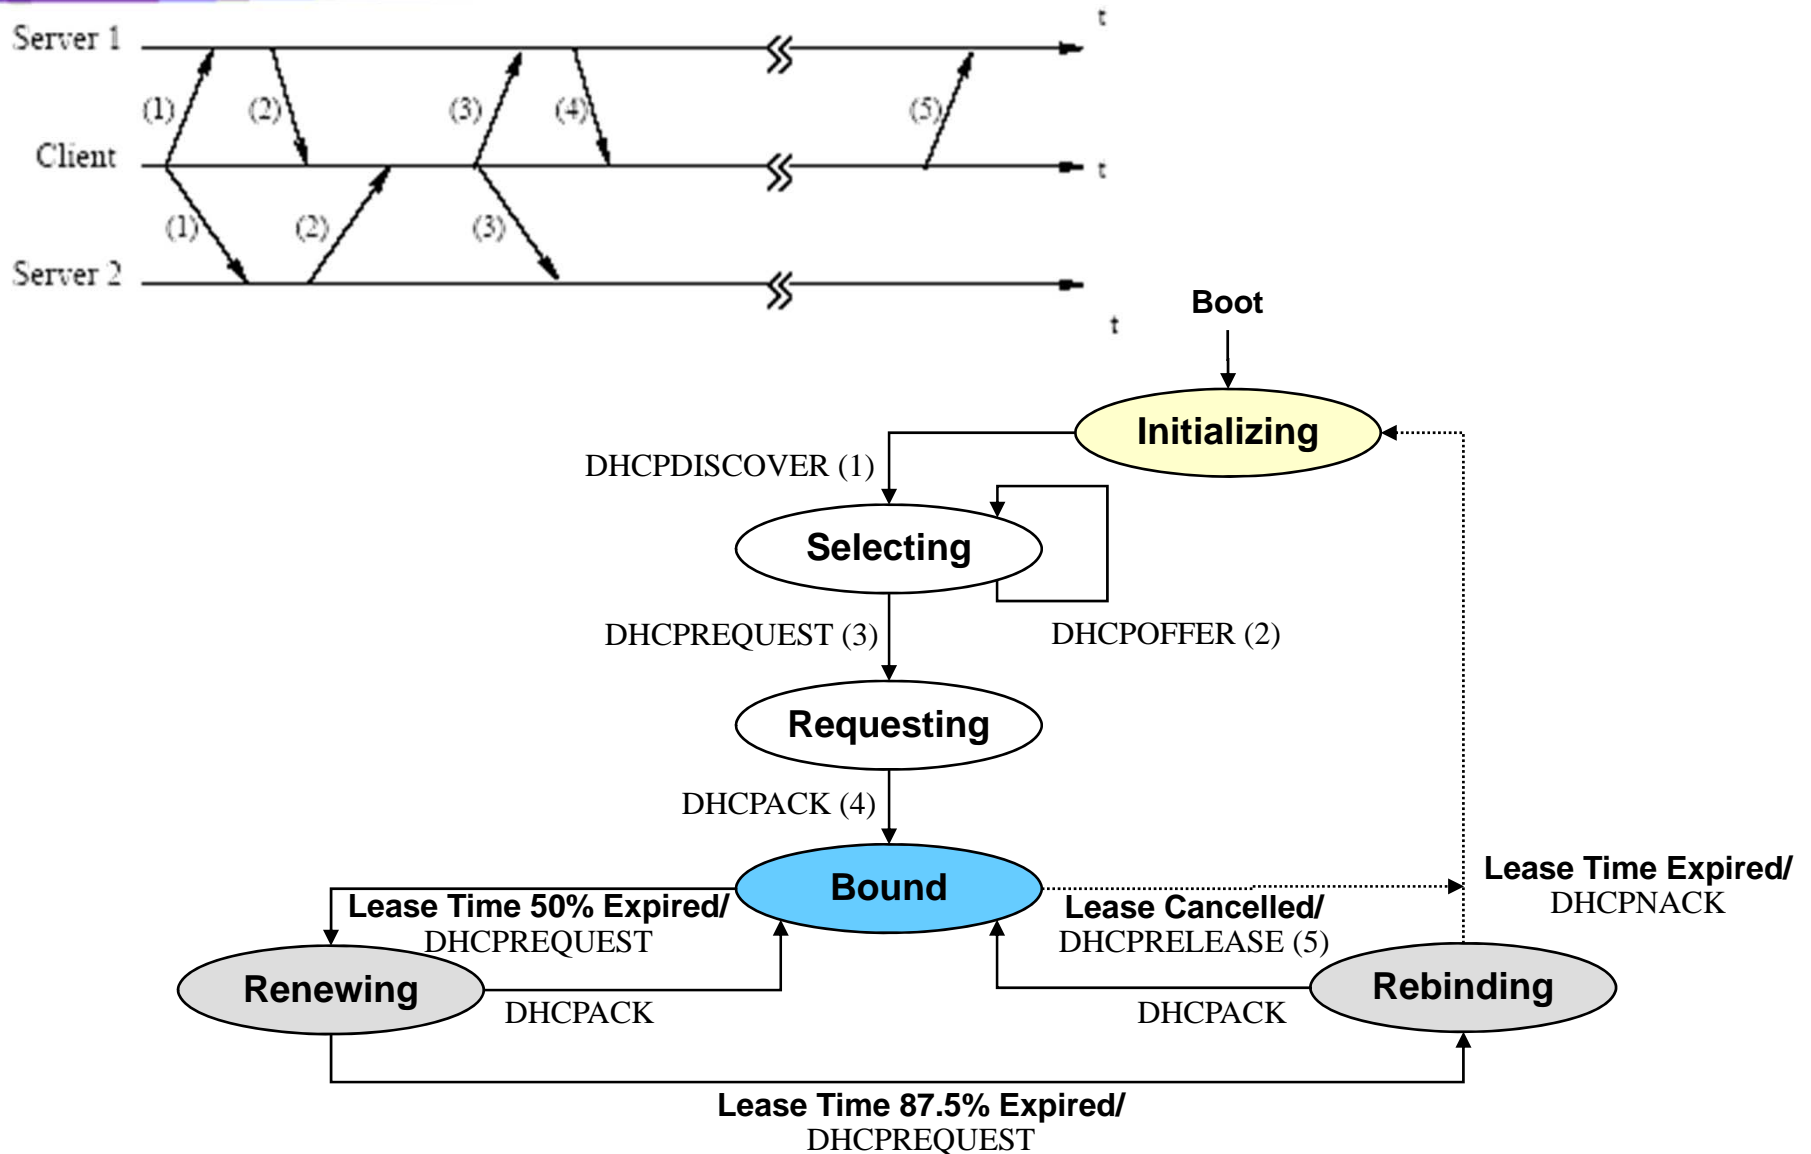 t
Server 1
(1)
(2)
(3)
(4)
(5)
Client
t
(1)
(2)
(3)
Server 2
t
Boot
Initializing
DHCPDISCOVER (1)
Selecting
DHCPREQUEST (3)
DHCPOFFER (2)
Requesting
DHCPACK (4)
Bound
Lease Time Expired/
DHCPNACK
Lease Time 50% Expired/
DHCPREQUEST
Lease Cancelled/
DHCPRELEASE (5)
Renewing
Rebinding
DHCPACK
DHCPACK
Lease Time 87.5% Expired/
DHCPREQUEST